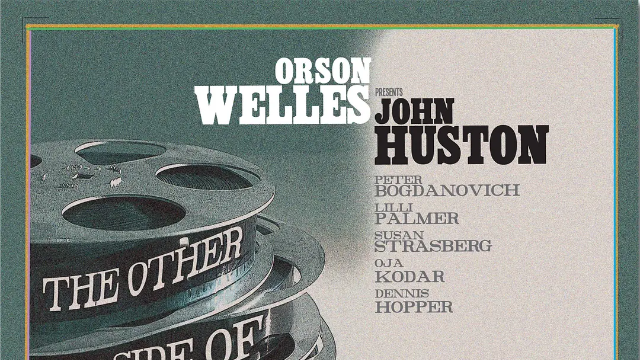 ORSON
WELLES
PRESENTS
JOHN
HUSTON
PETER
BOGDANOVICH
LILLI
PALMER
SUSAN
STRASBERG
OJA
KODAR
DENNIS
HOPPER
THE OTHER
SIDE OF